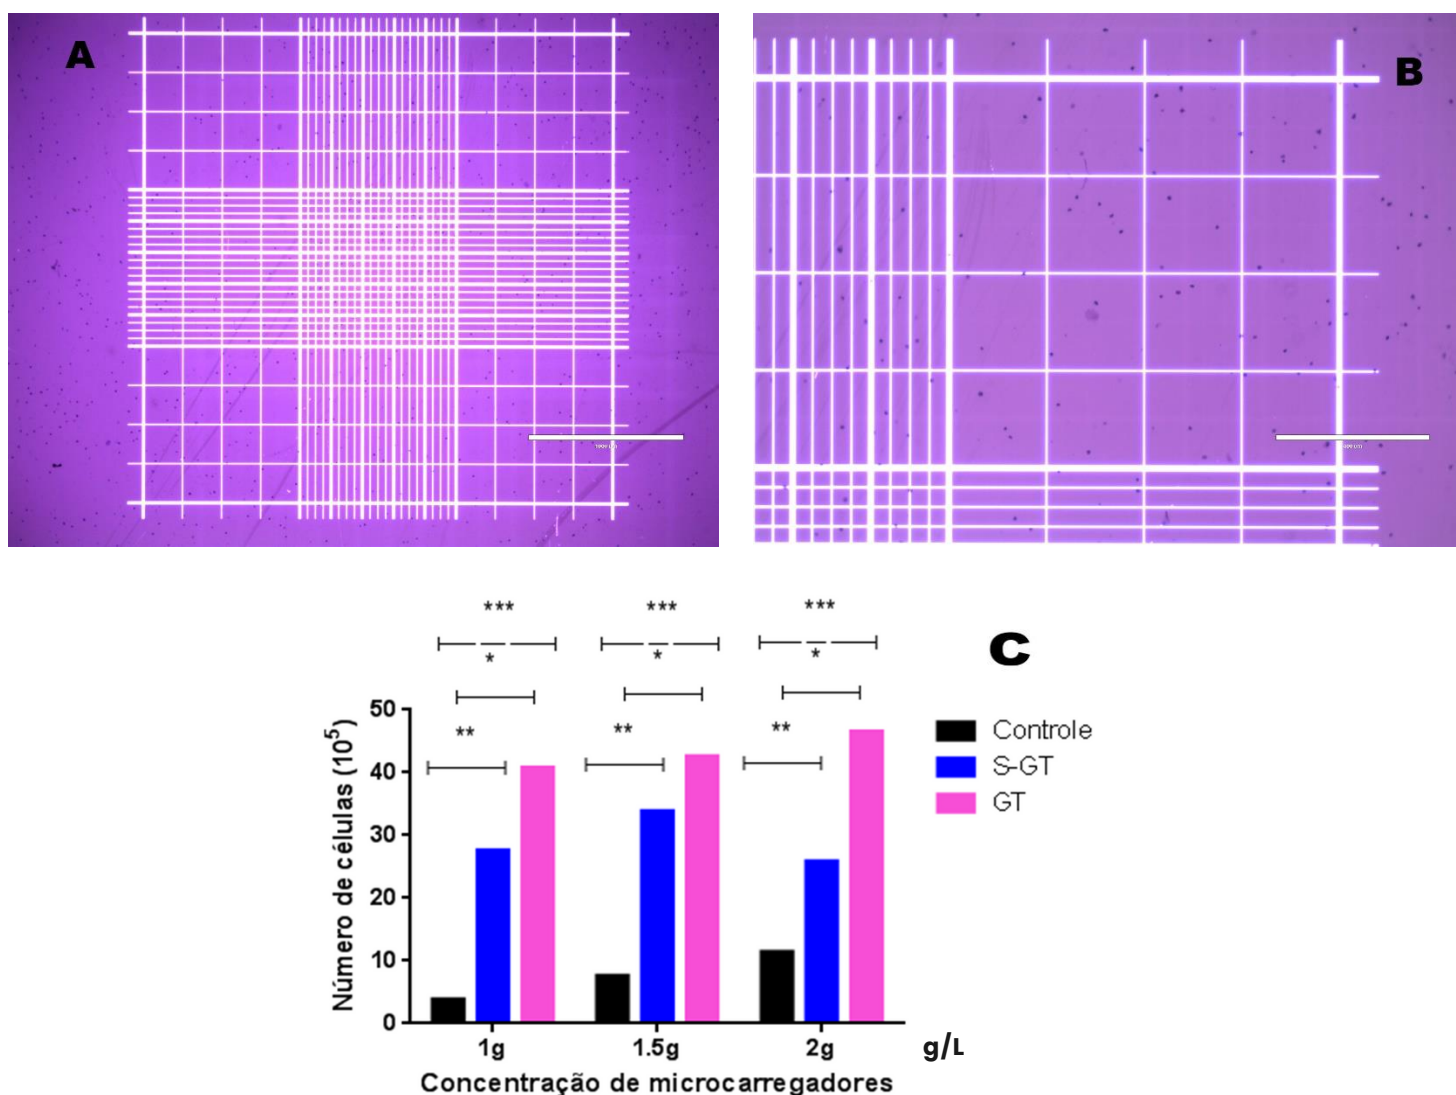 A
B
C
***
***
***
*
*
*
**
**
**
Número de células (10⁵)
50
40
30
20
10
0
1g
1.5g
2g
g/L
Concentração de microcarregadores
Controle
S-GT
GT